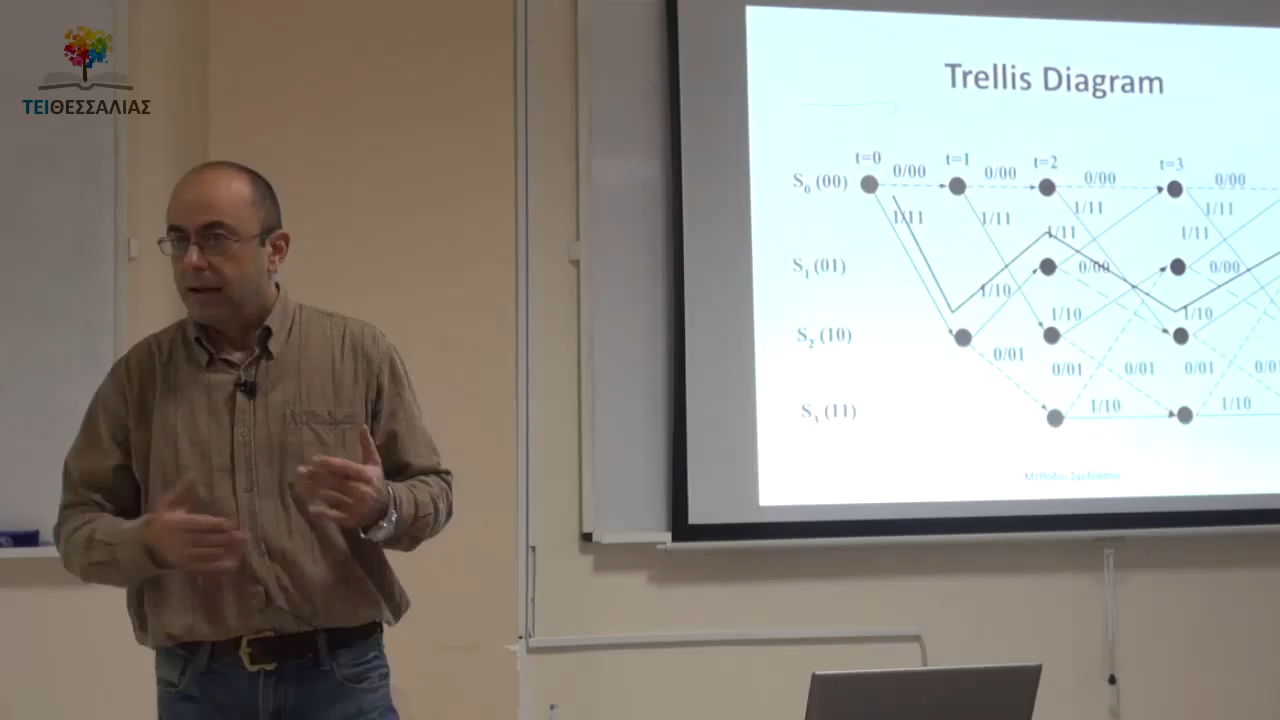 ΤΕΙΘΕΣΣΑΛΙΑΣ
Trellis Diagram
t=0 t=1 t=2 t=3
S0 (00) 0/00 0/00 0/00 0/00
1/11 1/11 1/11 1/11
1/11 1/11
S1 (01) 0/00 0/00
1/10 1/10 1/10
S2 (10)
0/01 0/01 0/01 0/01
1/10 1/10
(11)